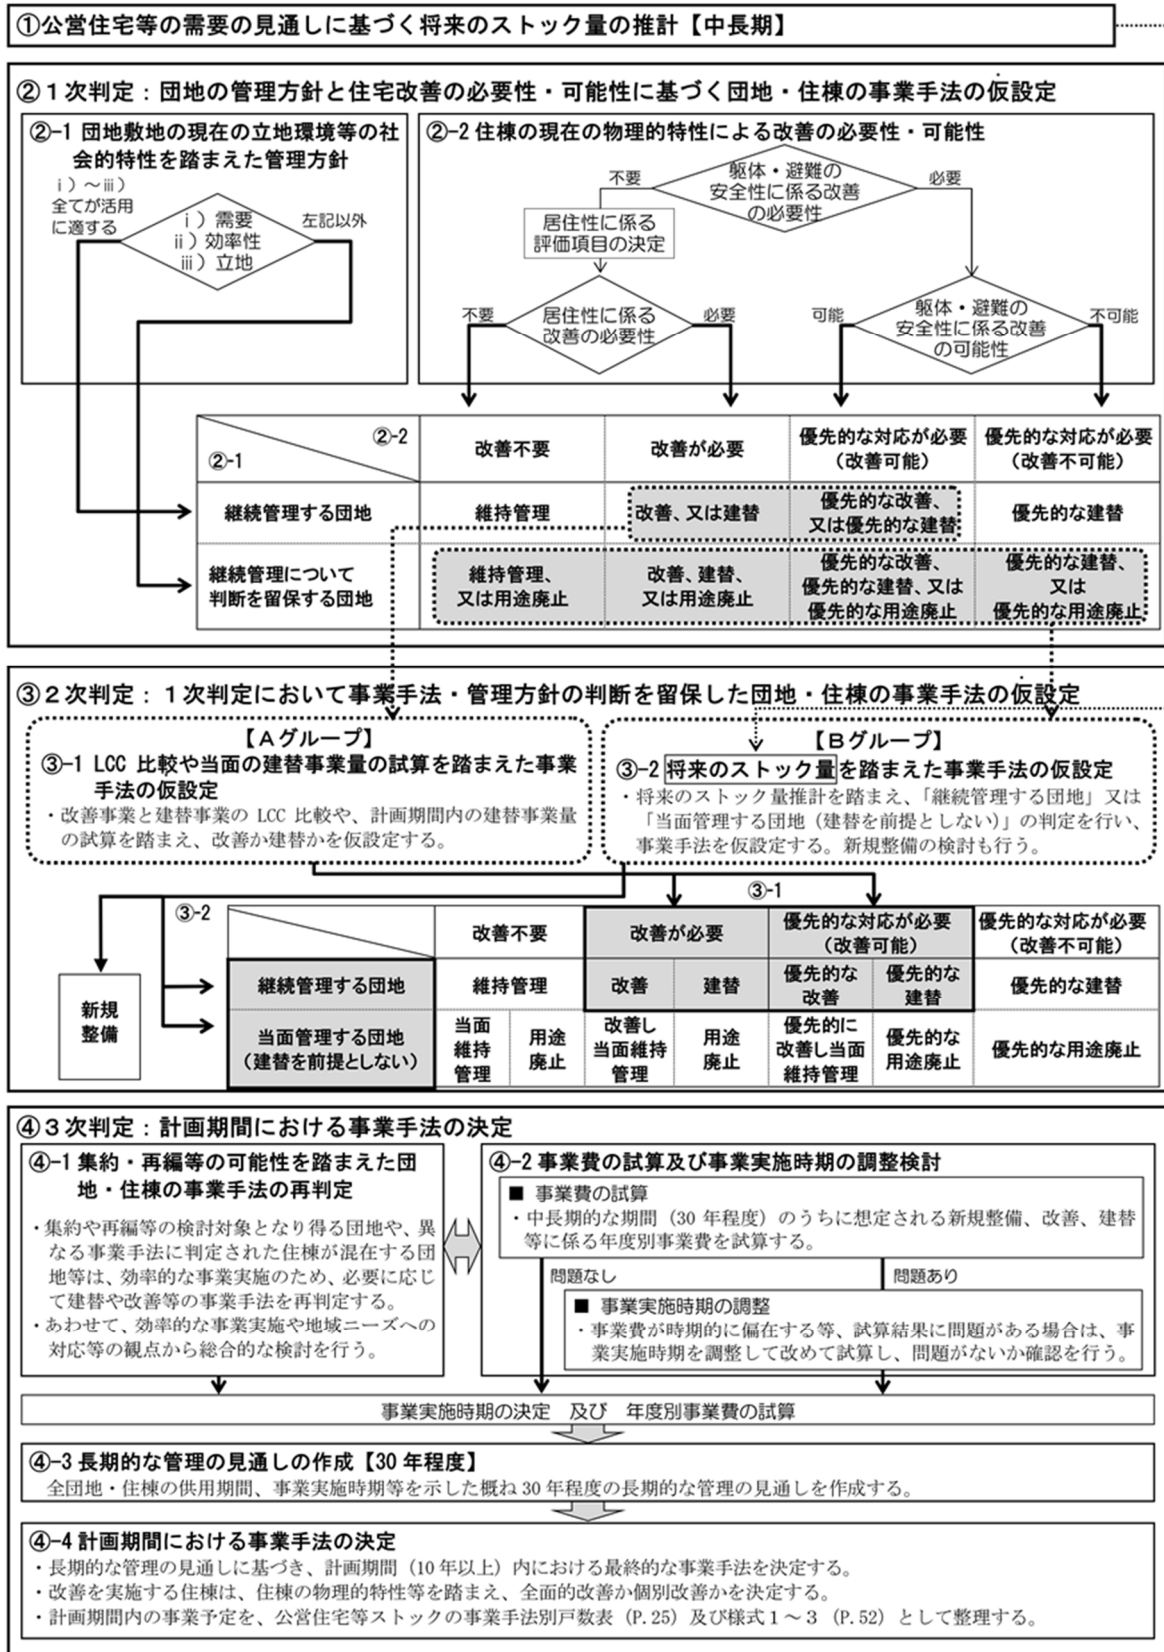 ①公営住宅等の需要の見通しに基づく将来のストック量の推計【中長期】
②1次判定：団地の管理方針と住宅改善の必要性・可能性に基づく団地・住棟の事業手法の仮設定
②-1 団地敷地の現在の立地環境等の社
会的特性を踏まえた管理方針
ⅰ）～ⅲ）
全てが活用
に適する
ⅰ）需要
ⅱ）効率性
ⅲ）立地
左記以外
②-2 住棟の現在の物理的特性による改善の必要性・可能性
不要
躯体・避難の
安全性に係る改善
の必要性
必要
居住性に係る
評価項目の決定
不要
居住性に係る
改善の必要性
必要
可能
躯体・避難の
安全性に係る改善
の可能性
不可能
②-2
②-1
改善不要
改善が必要
優先的な対応が必要
（改善可能）
優先的な対応が必要
（改善不可能）
継続管理する団地
維持管理
改善、又は建替
優先的な改善、
又は優先的な建替
優先的な建替
継続管理について
判断を留保する団地
維持管理、
又は用途廃止
改善、建替、
又は用途廃止
優先的な改善、
優先的な建替、又は
優先的な用途廃止
優先的な建替、
又は
優先的な用途廃止
③2次判定：1次判定において事業手法・管理方針の判断を留保した団地・住棟の事業手法の仮設定
【Aグループ】
③-1 LCC 比較や当面の建替事業量の試算を踏まえた事業
手法の仮設定
・改善事業と建替事業の LCC 比較や、計画期間内の建替事業量
の試算を踏まえ、改善か建替かを仮設定する。
【Bグループ】
③-2 将来のストック量を踏まえた事業手法の仮設定
・将来のストック量推計を踏まえ、「継続管理する団地」又は
「当面管理する団地（建替を前提としない）」の判定を行い、
事業手法を仮設定する。新規整備の検討も行う。
③-1
③-2
改善不要
改善が必要
優先的な対応が必要
（改善可能）
優先的な対応が必要
（改善不可能）
新規
整備
継続管理する団地
維持管理
改善
建替
優先的な
改善
優先的な
建替
優先的な建替
当面管理する団地
（建替を前提としない）
当面
維持
管理
用途
廃止
改善し
当面維持
管理
用途
廃止
優先的に
改善し当面
維持管理
優先的な
用途廃止
優先的な用途廃止
④3次判定：計画期間における事業手法の決定
④-1 集約・再編等の可能性を踏まえた団
地・住棟の事業手法の再判定
・集約や再編等の検討対象となり得る団地や、異
なる事業手法に判定された住棟が混在する団
地等は、効率的な事業実施のため、必要に応じ
て建替や改善等の事業手法を再判定する。
・あわせて、効率的な事業実施や地域ニーズへの
対応等の観点から総合的な検討を行う。
④-2 事業費の試算及び事業実施時期の調整検討
■ 事業費の試算
・中長期的な期間（30 年程度）のうちに想定される新規整備、改善、建替
等に係る年度別事業費を試算する。
問題なし
問題あり
■ 事業実施時期の調整
・事業費が時期的に偏在する等、試算結果に問題がある場合は、事
業実施時期を調整して改めて試算し、問題がないか確認を行う。
事業実施時期の決定 及び 年度別事業費の試算
④-3 長期的な管理の見通しの作成【30 年程度】
全団地・住棟の供用期間、事業実施時期等を示した概ね 30 年程度の長期的な管理の見通しを作成する。
④-4 計画期間における事業手法の決定
・長期的な管理の見通しに基づき、計画期間（10 年以上）内における最終的な事業手法を決定する。
・改善を実施する住棟は、住棟の物理的特性等を踏まえ、全面的改善か個別改善かを決定する。
・計画期間内の事業予定を、公営住宅等ストックの事業手法別戸数表（P.25）及び様式1～3（P.52）として整理する。